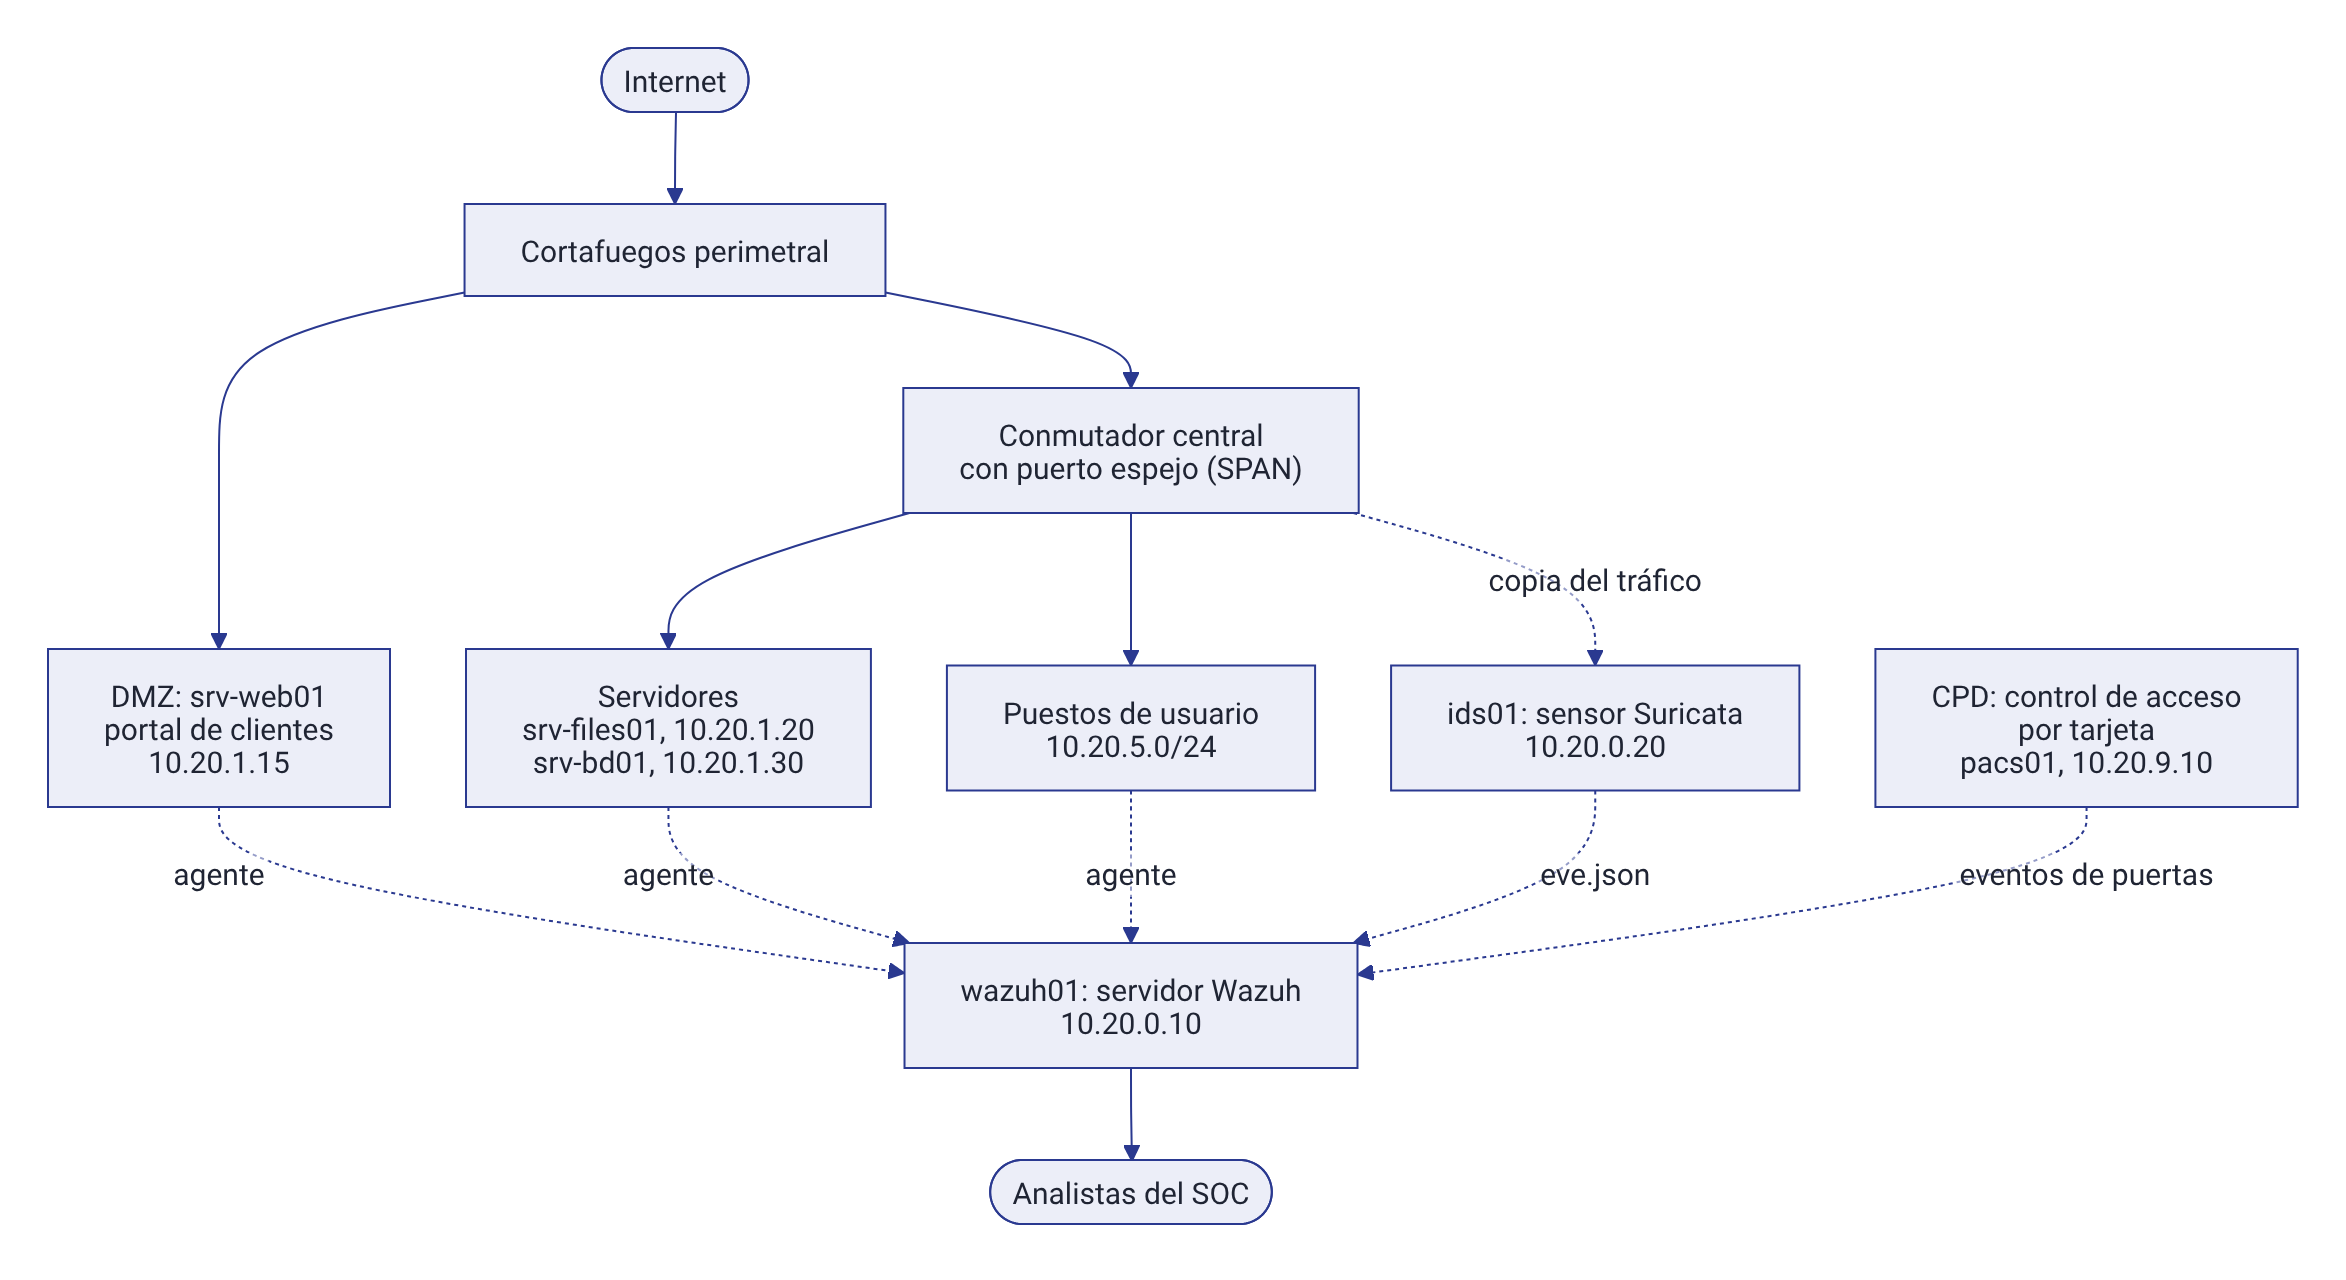 Internet
Cortafuegos perimetral
Conmutador central
con puerto espejo (SPAN)
copia del tráfico
DMZ: srv-web01
portal de clientes
10.20.1.15
Servidores
srv-files01, 10.20.1.20
srv-bd01, 10.20.1.30
Puestos de usuario
10.20.5.0/24
ids01: sensor Suricata
10.20.0.20
CPD: control de acceso
por tarjeta
pacs01, 10.20.9.10
agente
agente
agente
eve.json
eventos de puertas
wazuh01: servidor Wazuh
10.20.0.10
Analistas del SOC